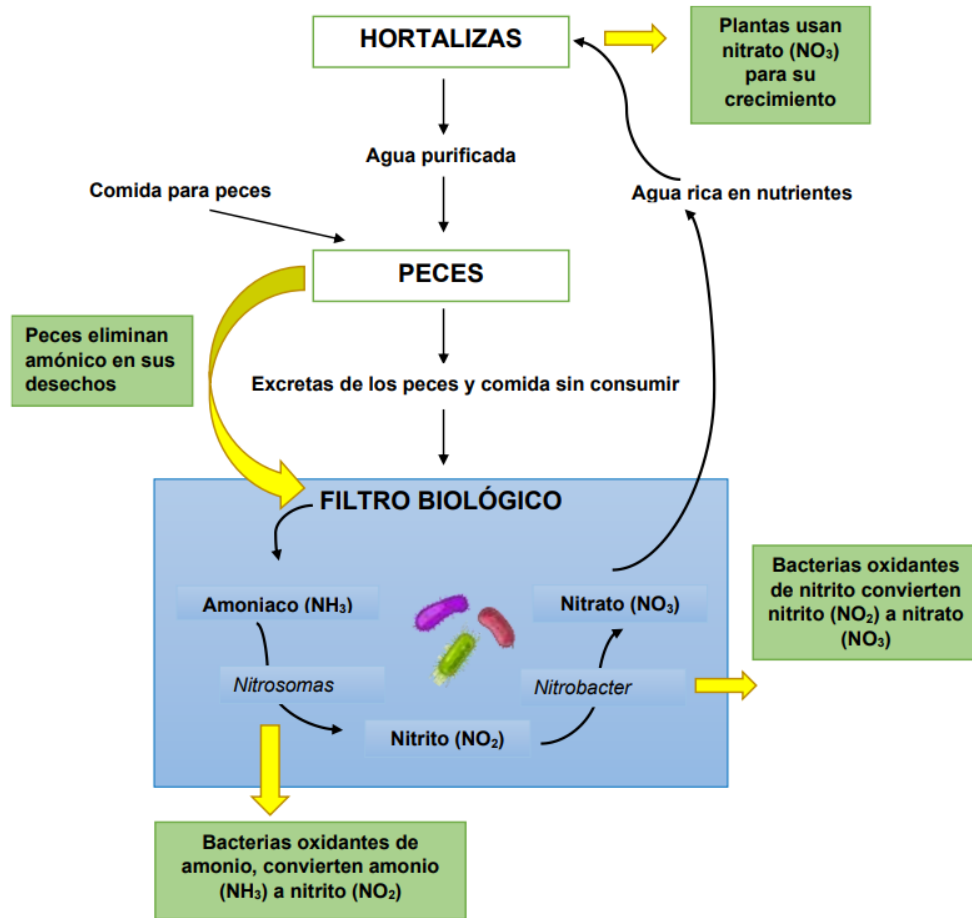 HORTALIZAS
Plantas usan
nitrato (NO₃)
para su
crecimiento
Agua purificada
Comida para peces
Agua rica en nutrientes
PECES
Peces eliminan
amónico en sus
desechos
Excretas de los peces y comida sin consumir
FILTRO BIOLÓGICO
Amoniaco (NH₃)
Nitrato (NO₃)
Bacterias oxidantes
de nitrito convierten
nitrito (NO₂) a nitrato
(NO₃)
Nitrosomas
Nitrobacter
Nitrito (NO₂)
Bacterias oxidantes de
amonio, convierten amonio
(NH₃) a nitrito (NO₂)